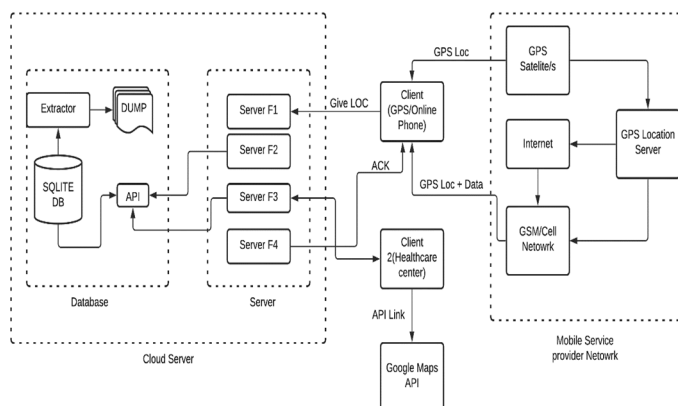 GPS Loc
GPS
Satelite/s
Extractor
DUMP
Server F1
Give LOC
Client
(GPS/Online
Phone)
Server F2
Internet
GPS Location
Server
SQLITE
DB
API
ACK
Server F3
GPS Loc + Data
GSM/Cell
Netowrk
Server F4
Client
2(Healthcare
center)
Database
Server
API Link
Cloud Server
Mobile Service
provider Netowrk
Google Maps
API